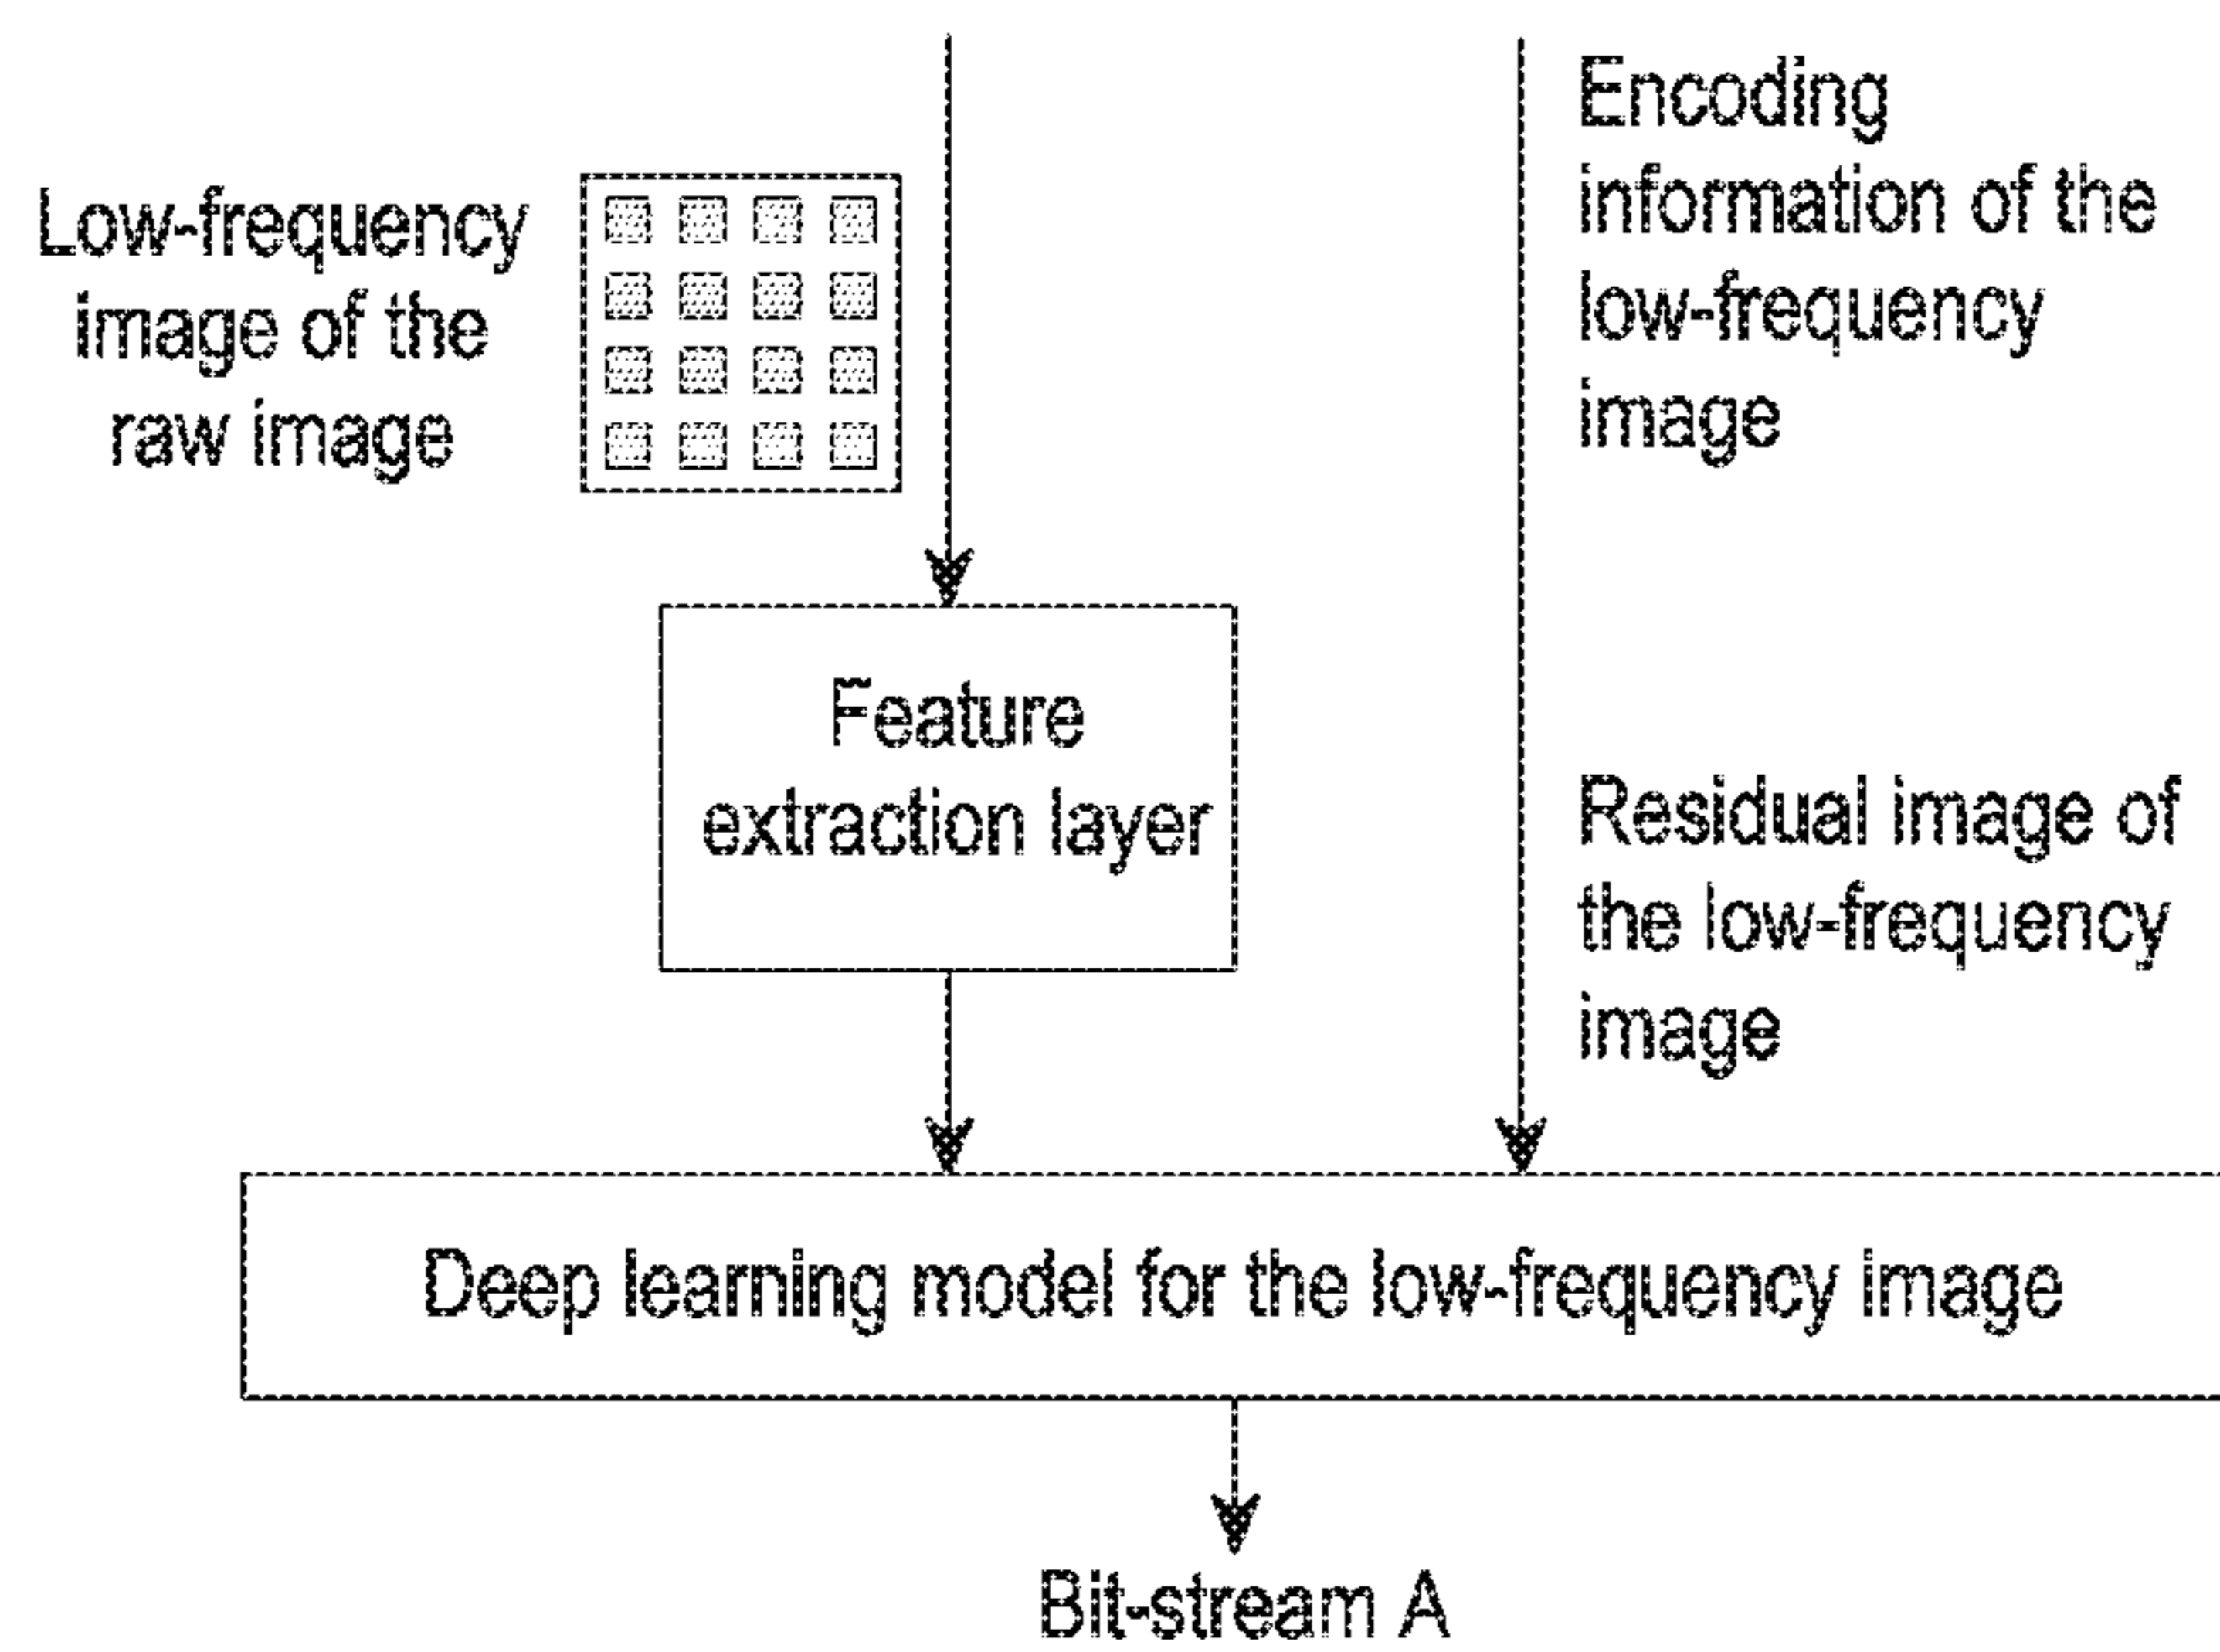 Low-frequency
image of the
raw image
Encoding
information of the
low-frequency
image
Feature
extraction layer
Residual image of
the low-frequency
image
Deep learning model for the low-frequency image
Bit-stream A